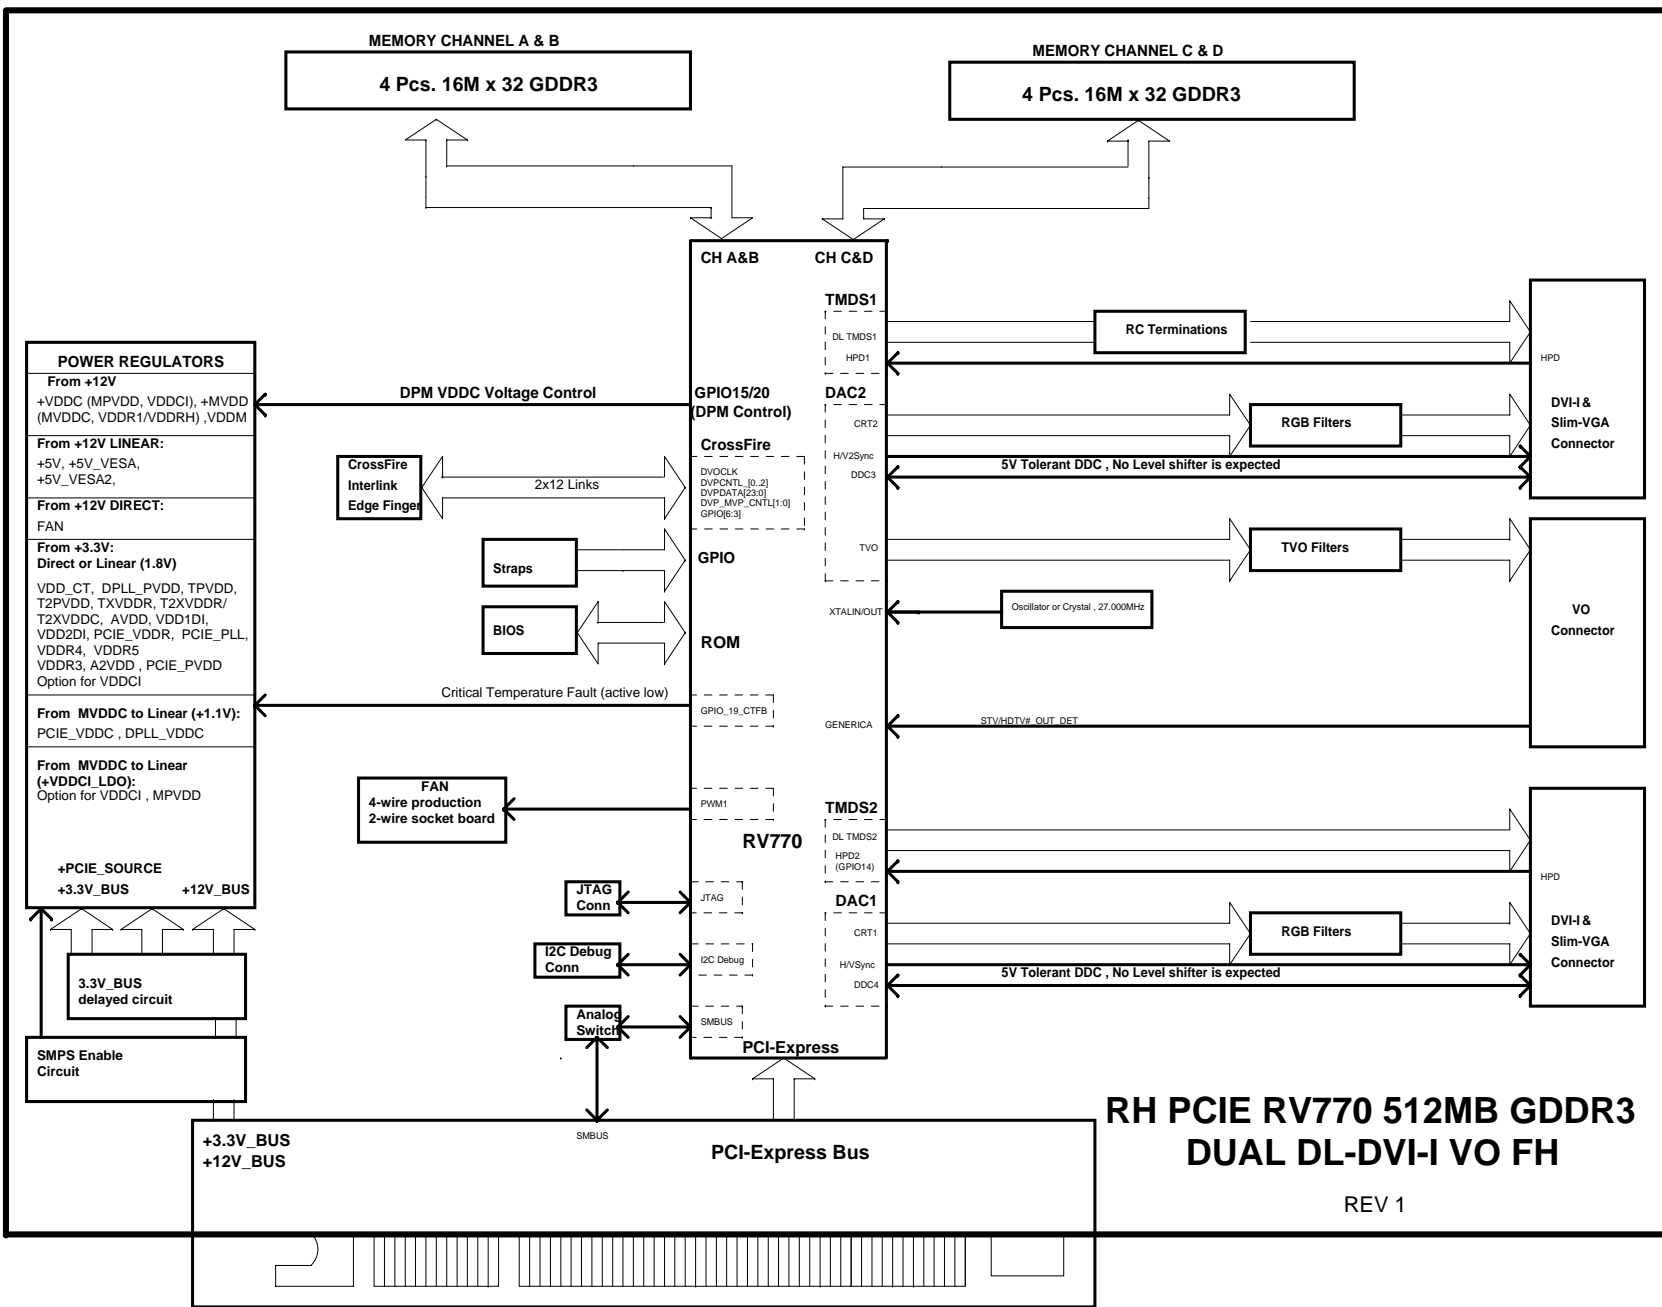 MEMORY CHANNEL A & B
4 Pcs. 16M x 32 GDDR3
MEMORY CHANNEL C & D
4 Pcs. 16M x 32 GDDR3
CH A&B
CH C&D
TMDS1
DL TMDS1
HPD1
RC Terminations
HPD
DVI-I &
Slim-VGA
Connector
POWER REGULATORS
From +12V
+VDDC (MPVDD, VDDCI), +MVDD
(MVDDC, VDDR1/VDDRH) ,VDDM
From +12V LINEAR:
+5V, +5V_VESA,
+5V_VESA2,
From +12V DIRECT:
FAN
From +3.3V:
Direct or Linear (1.8V)
VDD_CT, DPLL_PVDD, TPVDD,
T2PVDD, TXVDDR, T2XVDDR/
T2XVDDC, AVDD, VDD1DI,
VDD2DI, PCIE_VDDR, PCIE_PLL,
VDDR4, VDDR5
VDDR3, A2VDD , PCIE_PVDD
Option for VDDCI
From MVDDC to Linear (+1.1V):
PCIE_VDDC , DPLL_VDDC
From MVDDC to Linear
(+VDDCI_LDO):
Option for VDDCI , MPVDD
+PCIE_SOURCE
+3.3V_BUS
+12V_BUS
DPM VDDC Voltage Control
GPIO15/20
(DPM Control)
DAC2
CRT2
H/V2Sync
DDC3
TVO
RGB Filters
5V Tolerant DDC , No Level shifter is expected
CrossFire
Interlink
Edge Finger
2x12 Links
CrossFire
DVOCLK
DVPCNTL_[0..2]
DVPDATA[23:0]
DVP_MVP_CNTL[1:0]
GPIO[6:3]
Straps
GPIO
TVO Filters
XTALIN/OUT
Oscillator or Crystal , 27.000MHz
VO
Connector
BIOS
ROM
Critical Temperature Fault (active low)
GPIO_19_CTFB
GENERICA
STV/HDTV#_OUT_DET
FAN
4-wire production
2-wire socket board
PWM1
RV770
TMDS2
DL TMDS2
HPD2
(GPIO14)
HPD
JTAG
Conn
JTAG
DAC1
CRT1
H/VSync
DDC4
RGB Filters
5V Tolerant DDC , No Level shifter is expected
DVI-I &
Slim-VGA
Connector
I2C Debug
Conn
I2C Debug
Analog
Switch
SMBUS
PCI-Express
3.3V_BUS
delayed circuit
SMPS Enable
Circuit
+3.3V_BUS
+12V_BUS
SMBUS
PCI-Express Bus
RH PCIE RV770 512MB GDDR3
DUAL DL-DVI-I VO FH
REV 1